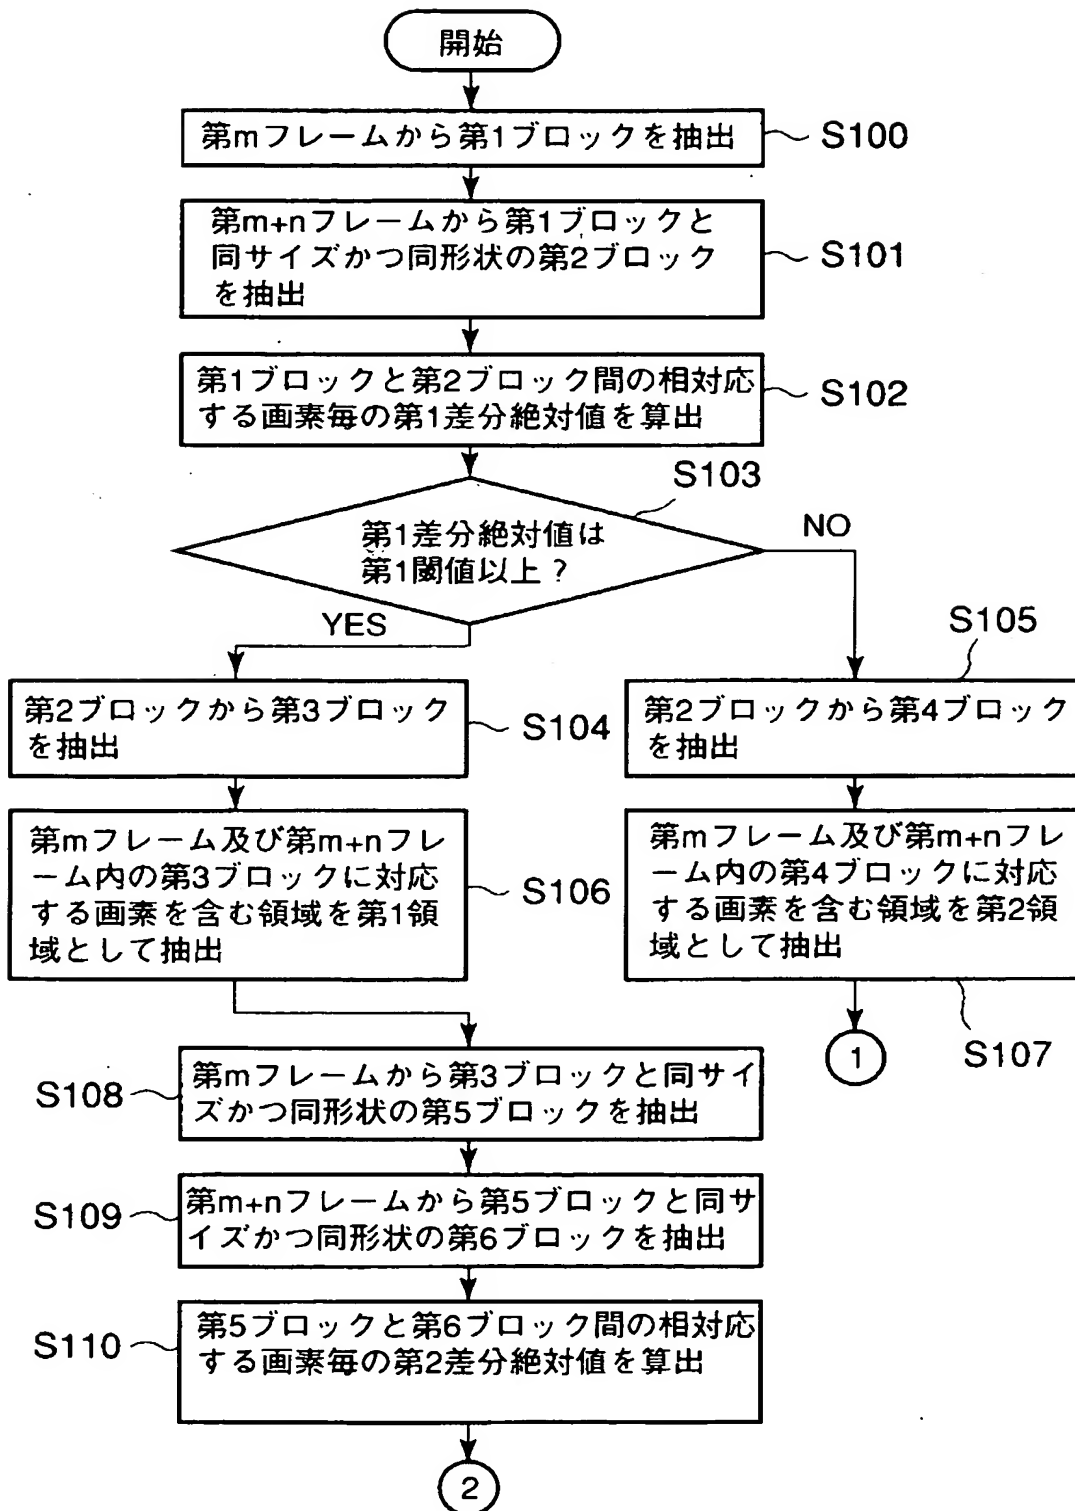 開始
第mフレームから第1ブロックを抽出
S100
第m+nフレームから第1ブロックと
同サイズかつ同形状の第2ブロック
を抽出
S101
第1ブロックと第2ブロック間の相対応
する画素毎の第1差分絶対値を算出
S102
S103
第1差分絶対値は
第1閾値以上？
NO
YES
S105
第2ブロックから第3ブロック
を抽出
S104
第2ブロックから第4ブロック
を抽出
第mフレーム及び第m+nフレ
ーム内の第3ブロックに対応
する画素を含む領域を第1領
域として抽出
S106
第mフレーム及び第m+nフレ
ーム内の第4ブロックに対応
する画素を含む領域を第2領
域として抽出
1
S107
S108
第mフレームから第3ブロックと同サイ
ズかつ同形状の第5ブロックを抽出
S109
第m+nフレームから第5ブロックと同サ
イズかつ同形状の第6ブロックを抽出
S110
第5ブロックと第6ブロック間の相対応
する画素毎の第2差分絶対値を算出
2